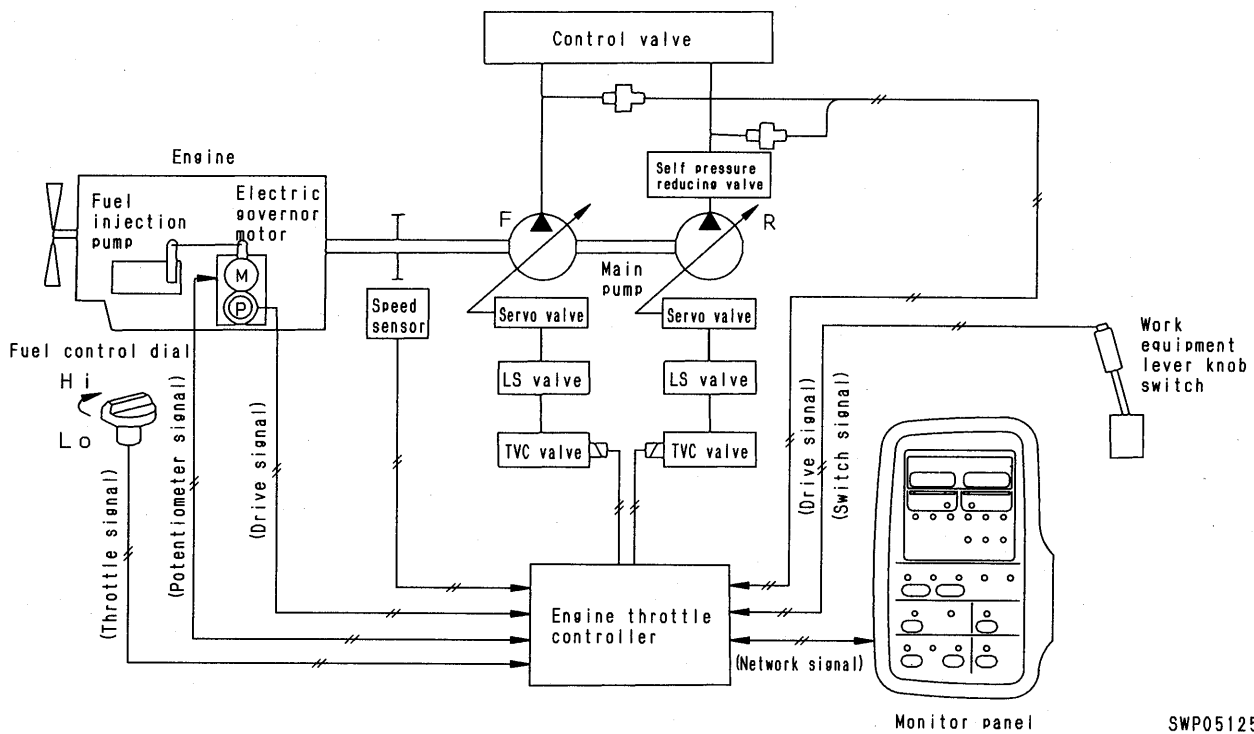 Control valve
Engine
Self pressure
reducing valve
Fuel
injection
pump
Electric
governor
motor
F
R
M
P
Main
pump
Speed
sensor
Servo valve
Servo valve
Work
equipment
lever knob
switch
Fuel control dial
Hi
Lo
LS valve
LS valve
TVC valve
TVC valve
(Throttle signal)
(Potentiometer signal)
(Drive signal)
(Drive signal)
(Switch signal)
Engine throttle
controller
(Network signal)
Monitor panel
SWP05125